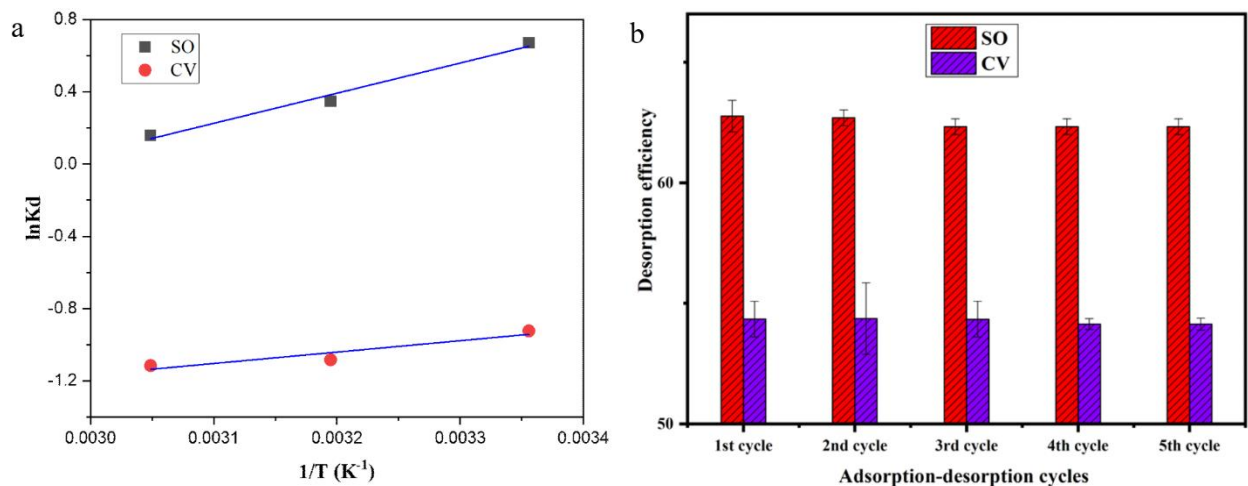 a
0.8
0.4
0.0
-0.4
-0.8
-1.2
lnKd
SO
CV
0.0030
0.0031
0.0032
0.0033
0.0034
1/T (K-1)
b
SO
CV
60
50
Desorption efficiency
1st cycle
2nd cycle
3rd cycle
4th cycle
5th cycle
Adsorption-desorption cycles